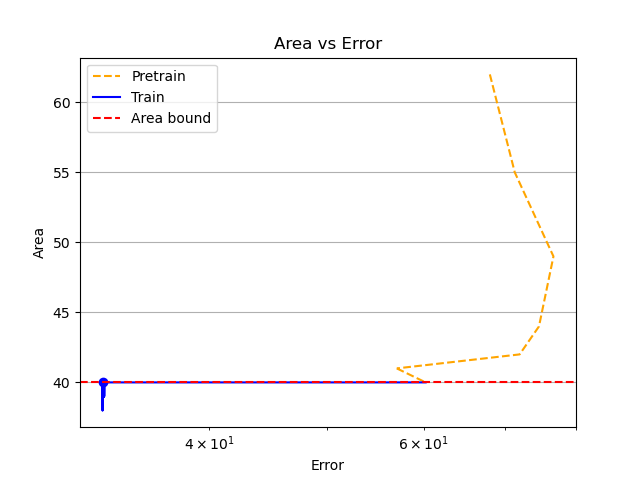 Area vs Error
Pretrain
Train
Area bound
60
55
50
45
40
Area
4 × 10¹
6 × 10¹
Error